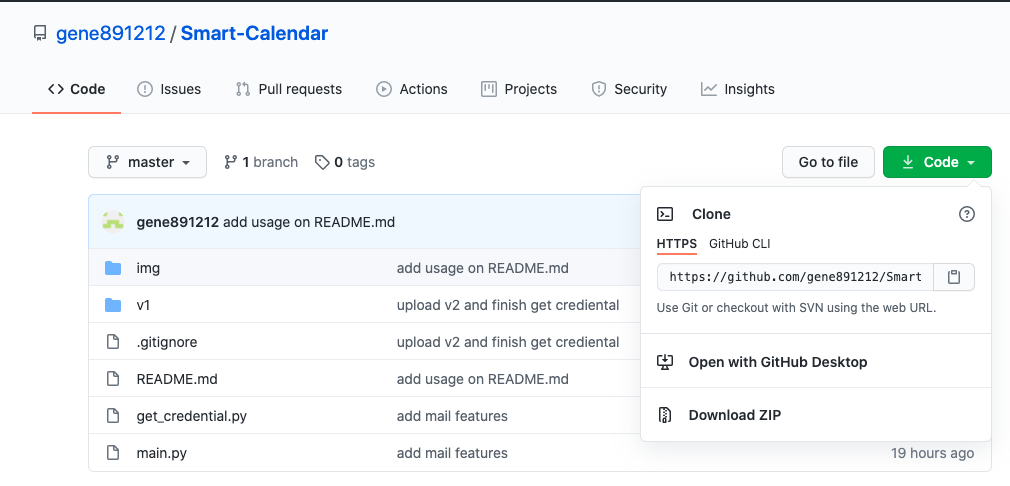 gene891212 / Smart-Calendar
Code Issues Pull requests Actions Projects Security Insights
master 1 branch 0 tags Go to file Code
gene891212 add usage on README.md
img add usage on README.md
v1 upload v2 and finish get crediental
.gitignore upload v2 and finish get crediental
README.md add usage on README.md
get_credential.py add mail features
main.py add mail features 19 hours ago
Clone
HTTPS GitHub CLI
https://github.com/gene891212/Smart
Use Git or checkout with SVN using the web URL.
Open with GitHub Desktop
Download ZIP